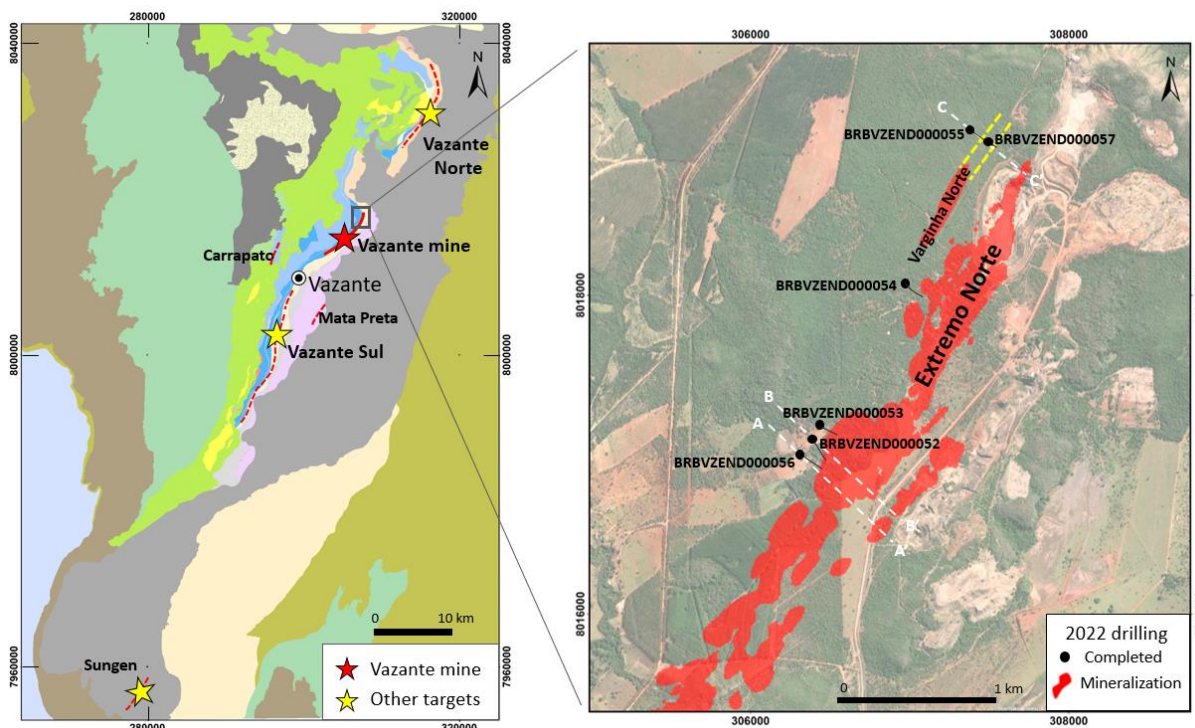 280000
320000
8040000
8040000
N
Vazante
Norte
Vazante mine
Carrapato
Vazante
Mata Preta
Vazante Sul
8000000
8000000
0 10 km
Sungen
7960000
7960000
Vazante mine
Other targets
280000
320000
306000
308000
N
C
BRBVZEND000055
BRBVZEND000057
C'
Varginha Norte
BRBVZEND000054
8018000
8018000
Extremo Norte
B
BRBVZEND000053
A
BRBVZEND000052
BRBVZEND000056
B'
A'
8016000
8016000
2022 drilling
Completed
Mineralization
0 1 km
306000
308000